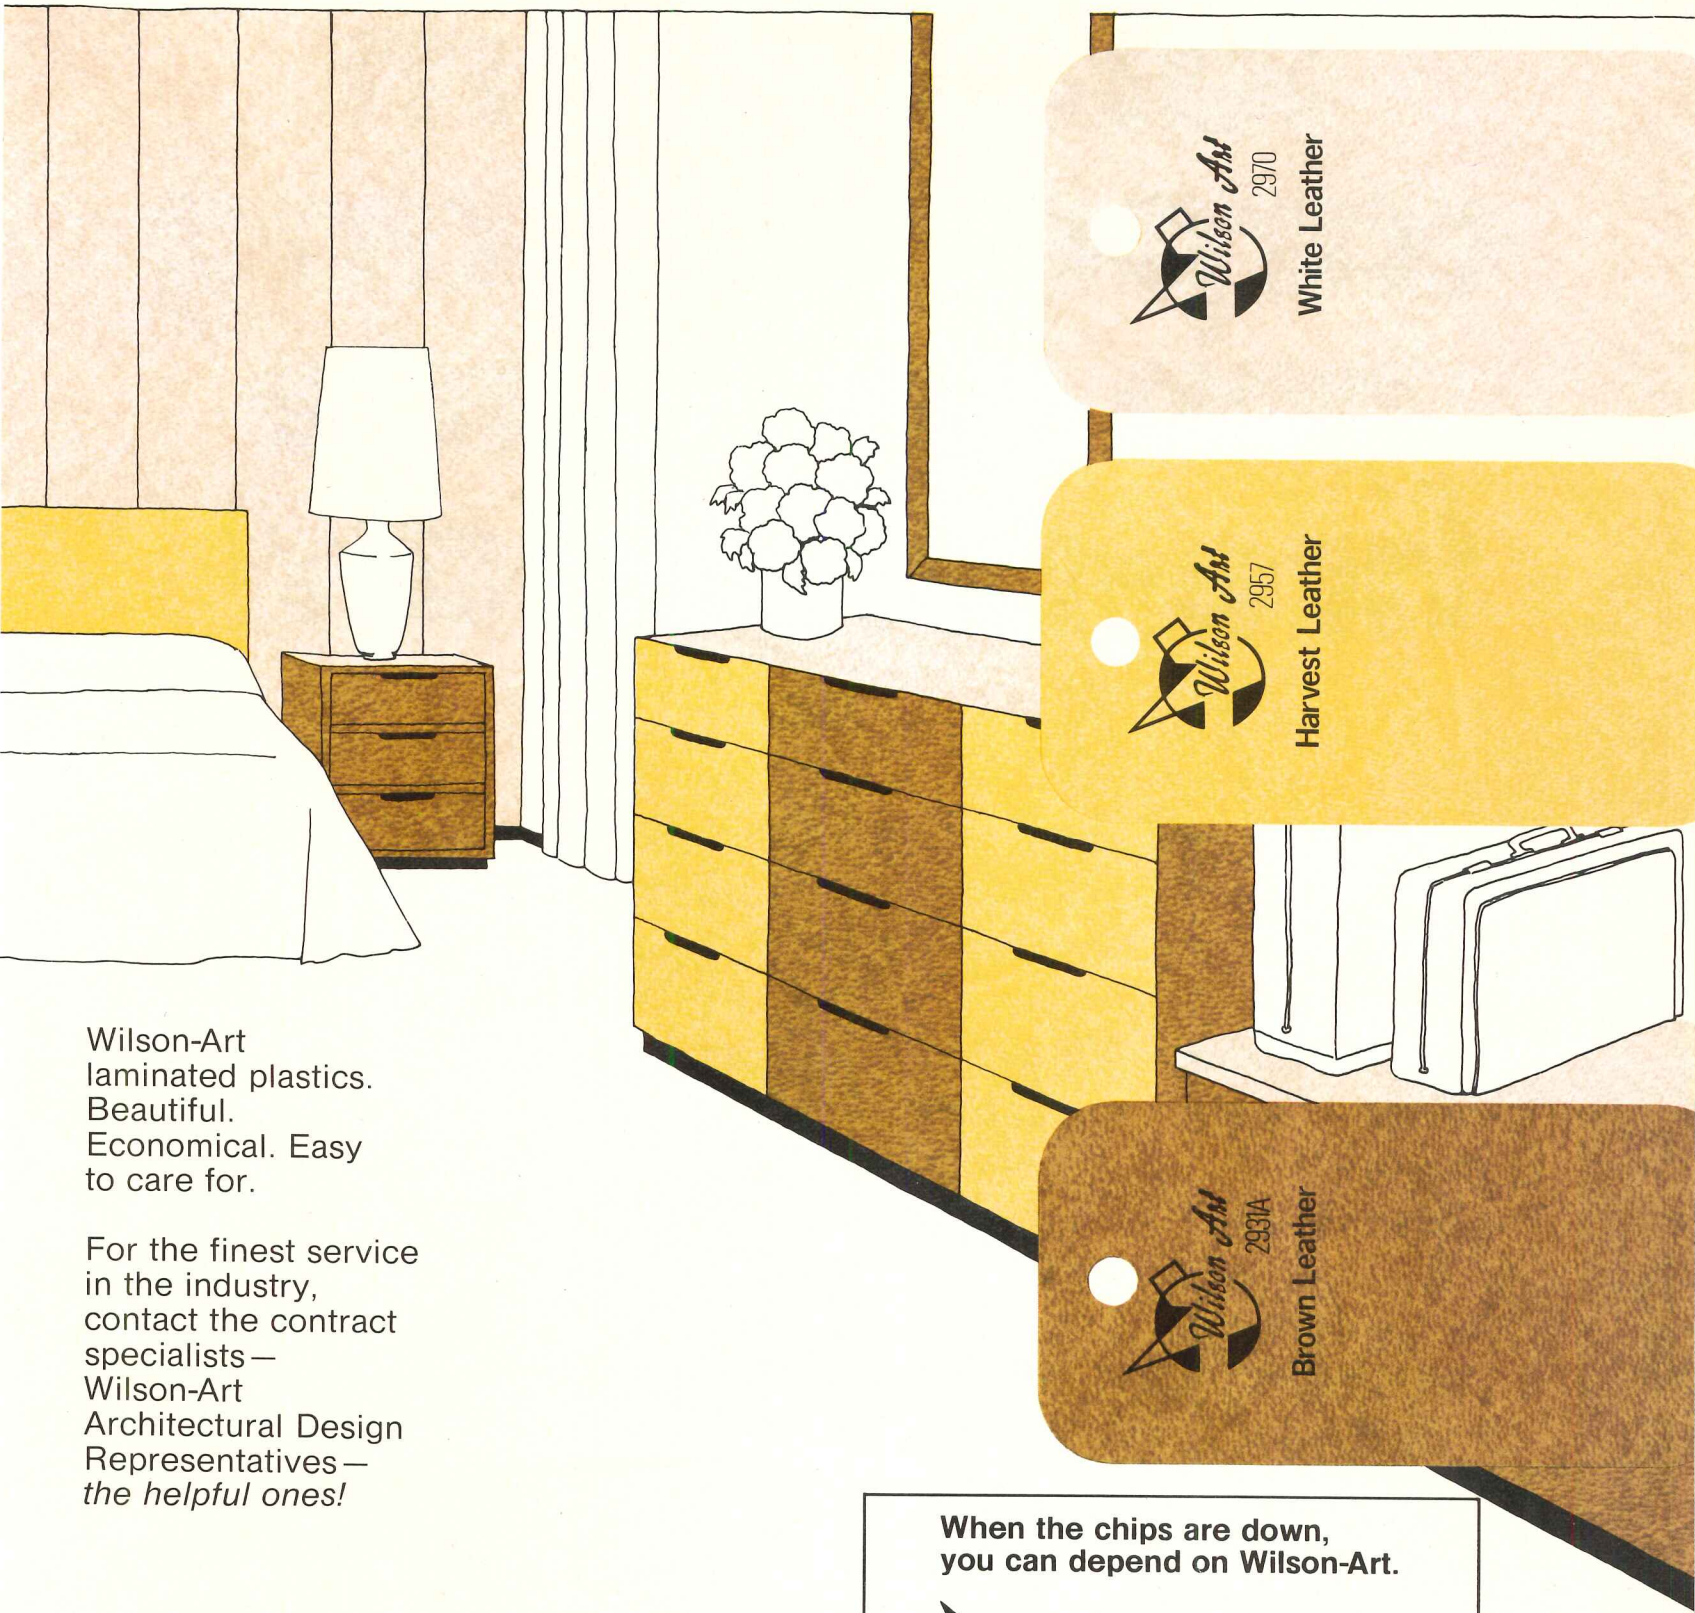 Wilson Art
2970
White Leather
Wilson Art
2957
Harvest Leather
Wilson Art
2931A
Brown Leather
Wilson-Art
laminated plastics.
Beautiful.
Economical. Easy
to care for.
For the finest service
in the industry,
contact the contract
specialists—
Wilson-Art
Architectural Design
Representatives—
the helpful ones!
When the chips are down,
you can depend on Wilson-Art.